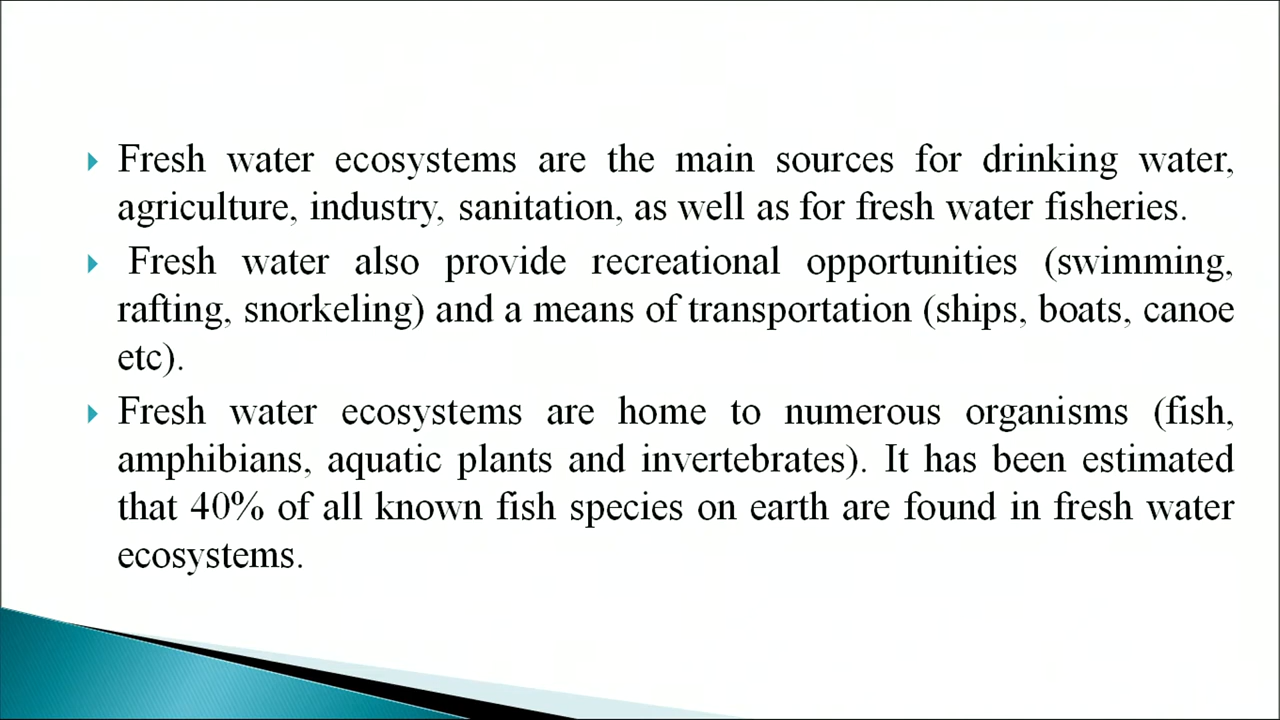 Fresh water ecosystems are the main sources for drinking water,
agriculture, industry, sanitation, as well as for fresh water fisheries.
Fresh water also provide recreational opportunities (swimming,
rafting, snorkeling) and a means of transportation (ships, boats, canoe
etc).
Fresh water ecosystems are home to numerous organisms (fish,
amphibians, aquatic plants and invertebrates). It has been estimated
that 40% of all known fish species on earth are found in fresh water
ecosystems.